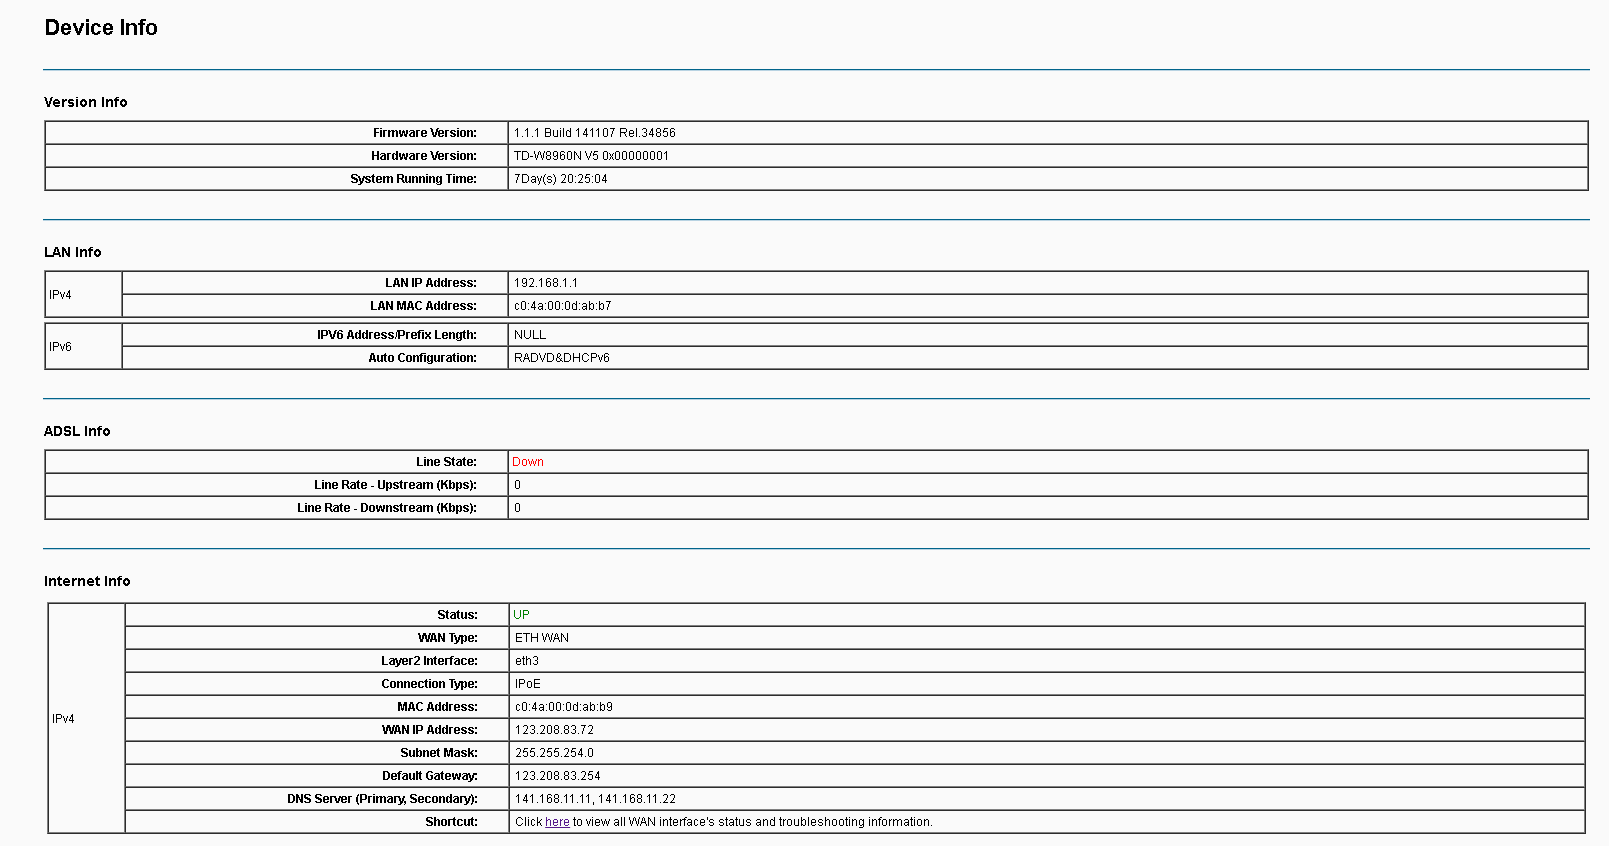 Device Info
Version Info
Firmware Version: 1.1.1 Build 141107 Rel.34856
Hardware Version: TD-W8960N V5 0x00000001
System Running Time: 7Day(s) 20:25:04
LAN Info
IPv4
LAN IP Address: 192.168.1.1
LAN MAC Address: c0:4a:00:0d:ab:b7
IPv6
IPV6 Address/Prefix Length: NULL
Auto Configuration: RADVD&DHCPv6
ADSL Info
Line State: Down
Line Rate - Upstream (Kbps): 0
Line Rate - Downstream (Kbps): 0
Internet Info
IPv4
Status: UP
WAN Type: ETH WAN
Layer2 Interface: eth3
Connection Type: IPoE
MAC Address: c0:4a:00:0d:ab:b9
WAN IP Address: 123.208.83.72
Subnet Mask: 255.255.254.0
Default Gateway: 123.208.83.254
DNS Server (Primary, Secondary): 141.168.11.11, 141.168.11.22
Shortcut: Click here to view all WAN interface's status and troubleshooting information.